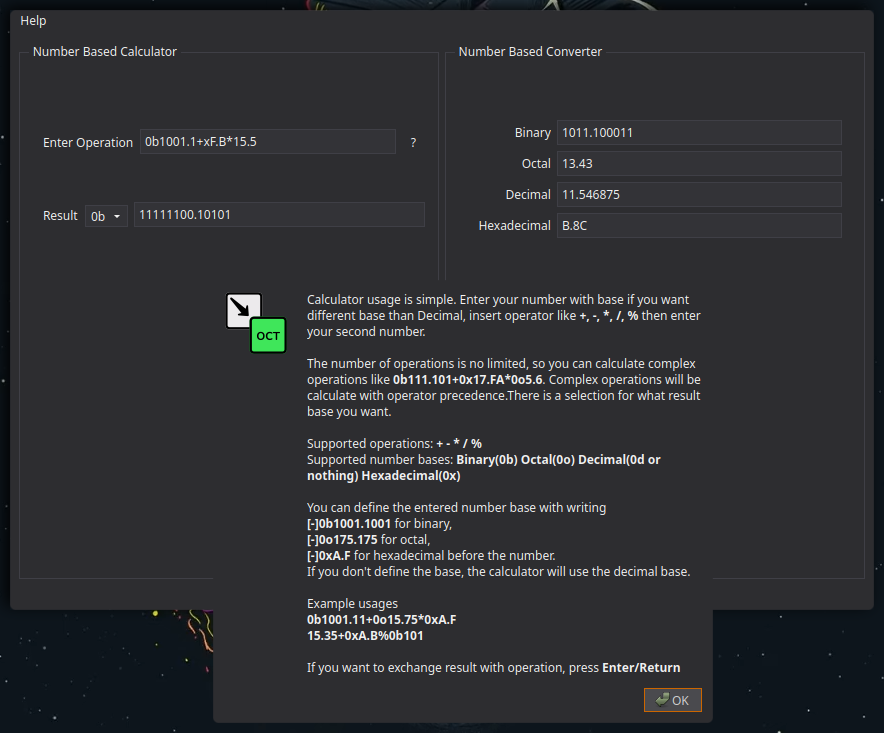 Help
Number Based Calculator
Number Based Converter
Enter Operation
0b1001.1+xF.B*15.5
?
Result
0b
11111100.10101
Binary
1011.100011
Octal
13.43
Decimal
11.546875
Hexadecimal
B.8C
OCT
Calculator usage is simple. Enter your number with base if you want
different base than Decimal, insert operator like +, -, *, /, % then enter
your second number.
The number of operations is no limited, so you can calculate complex
operations like 0b111.101+0x17.FA*0o5.6. Complex operations will be
calculate with operator precedence.There is a selection for what result
base you want.
Supported operations: + - * / %
Supported number bases: Binary(0b) Octal(0o) Decimal(0d or
nothing) Hexadecimal(0x)
You can define the entered number base with writing
[-]0b1001.1001 for binary,
[-]0o175.175 for octal,
[-]0xA.F for hexadecimal before the number.
If you don't define the base, the calculator will use the decimal base.
Example usages
0b1001.11+0o15.75*0xA.F
15.35+0xA.B%0b101
If you want to exchange result with operation, press Enter/Return
OK